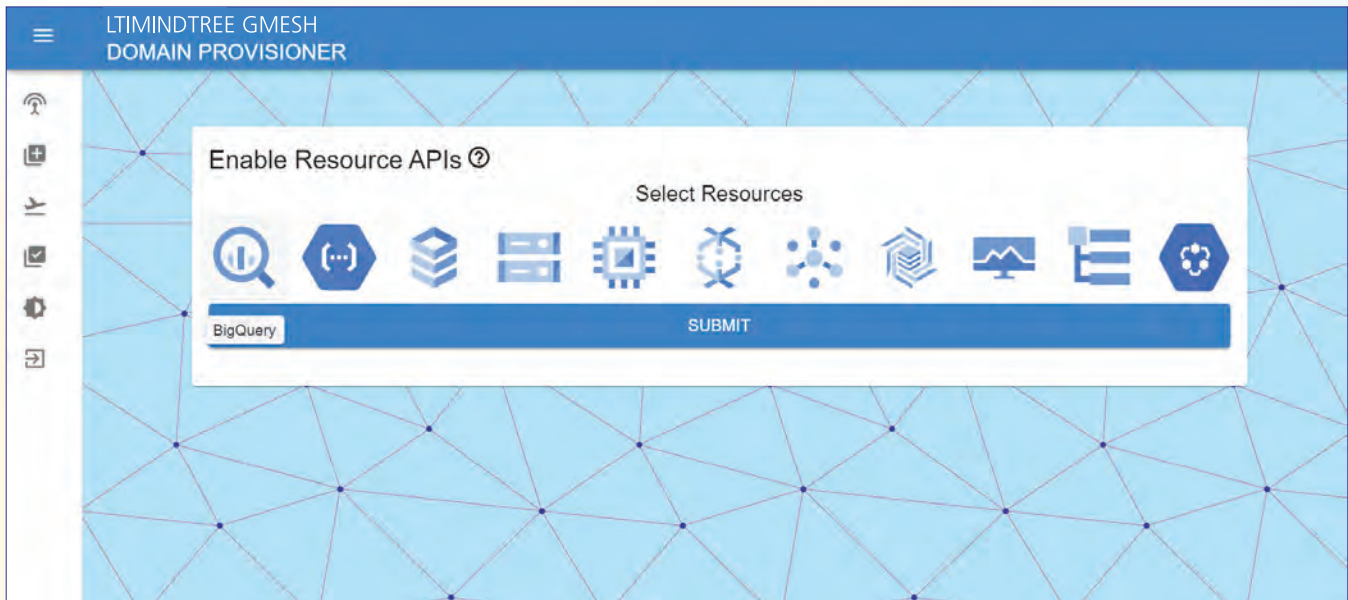 LTIMINDTREE GMESH
DOMAIN PROVISIONER
Enable Resource APIs
Select Resources
SUBMIT
BigQuery